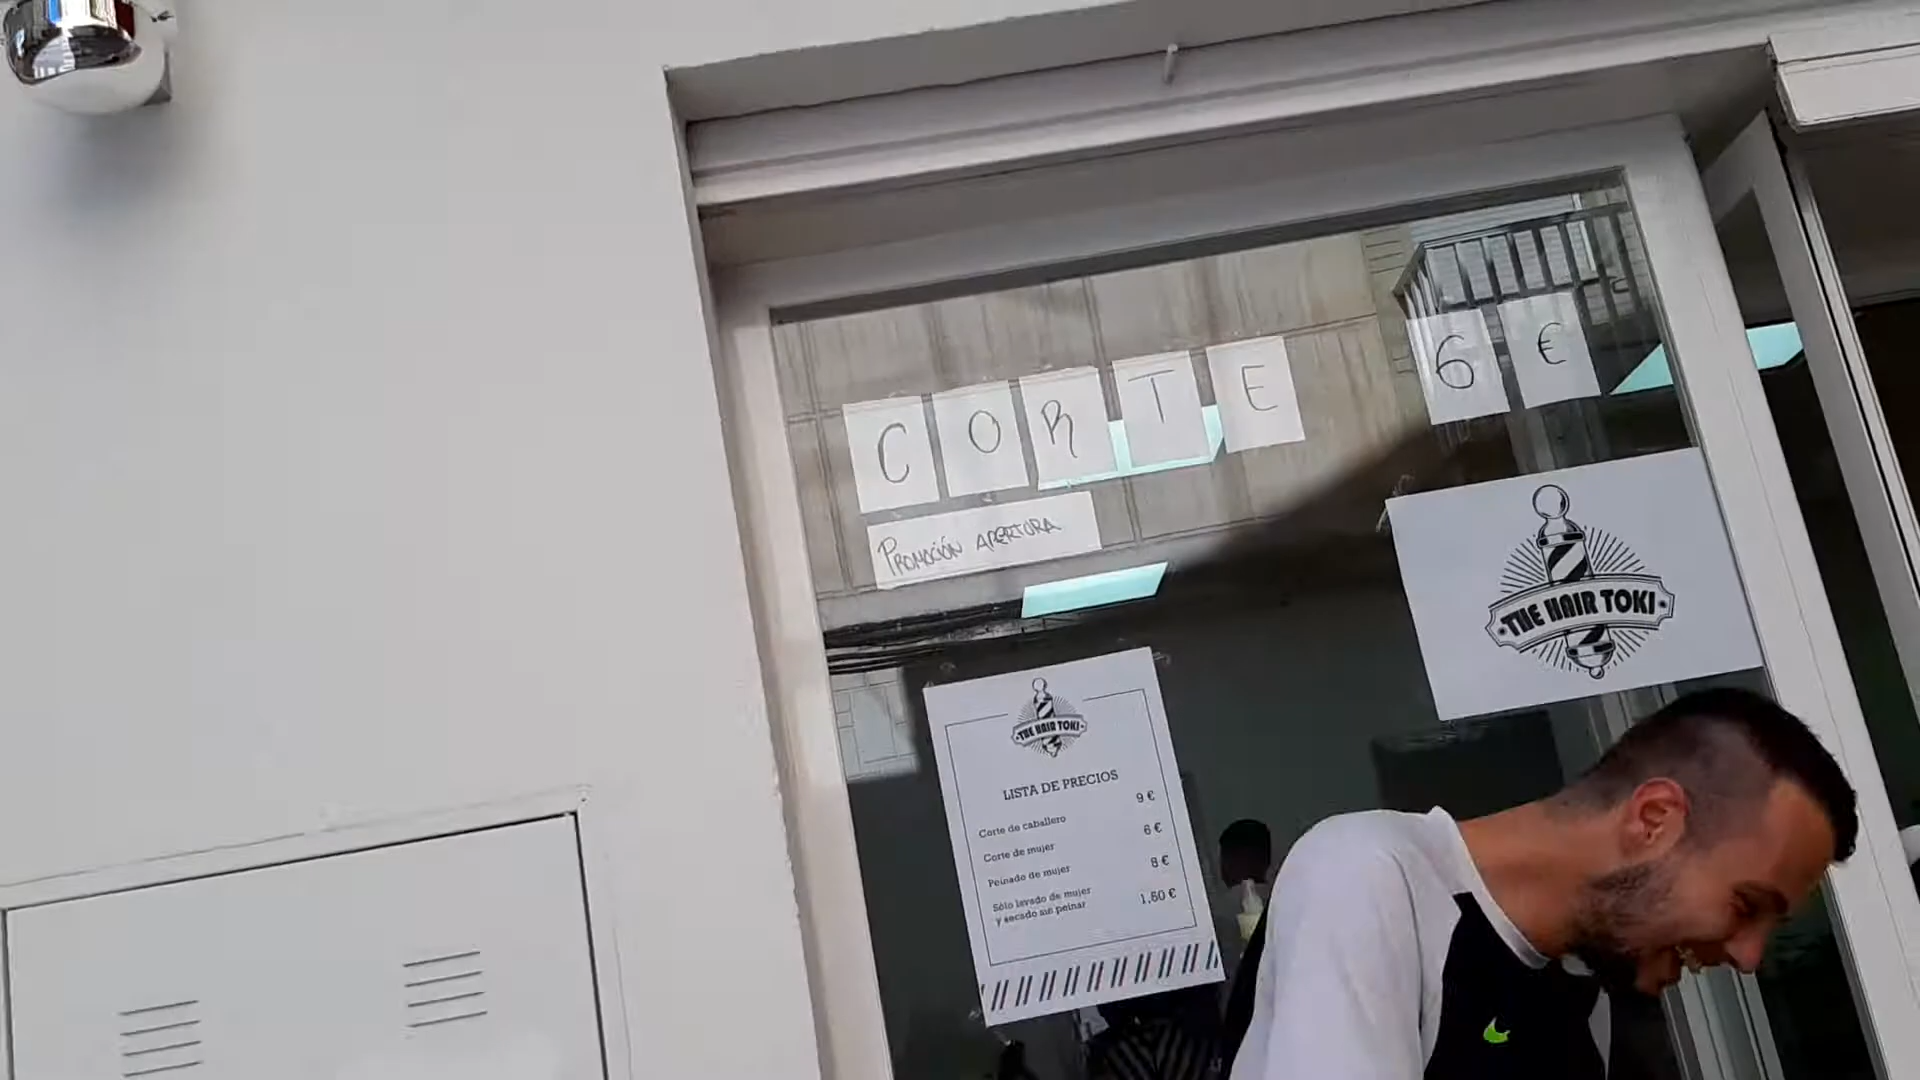 CORTE 6 €
PROMOCIÓN APERTURA
THE HAIR TOKI
THE HAIR TOKI
LISTA DE PRECIOS
Corte de caballero 9 €
Corte de mujer 6 €
Peinado de mujer 8 €
Sólo lavado de mujer
y secado sin peinar 1,50 €